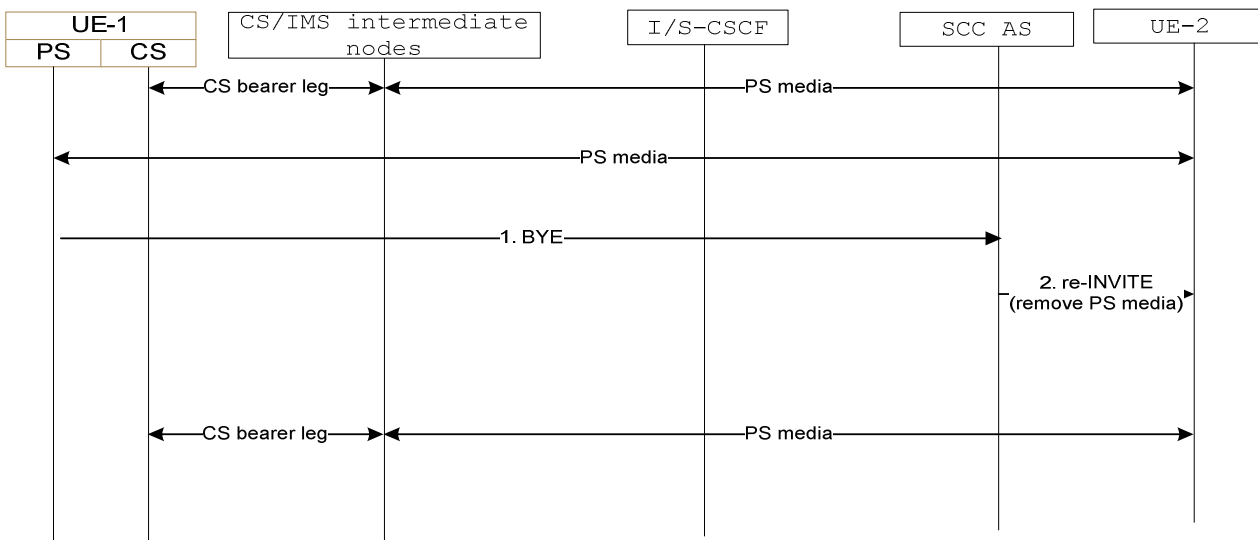 UE-1
PS
CS
CS/IMS intermediate
nodes
I/S-CSCF
SCC AS
UE-2
CS bearer leg
PS media
PS media
1. BYE
2. re-INVITE
(remove PS media)
CS bearer leg
PS media